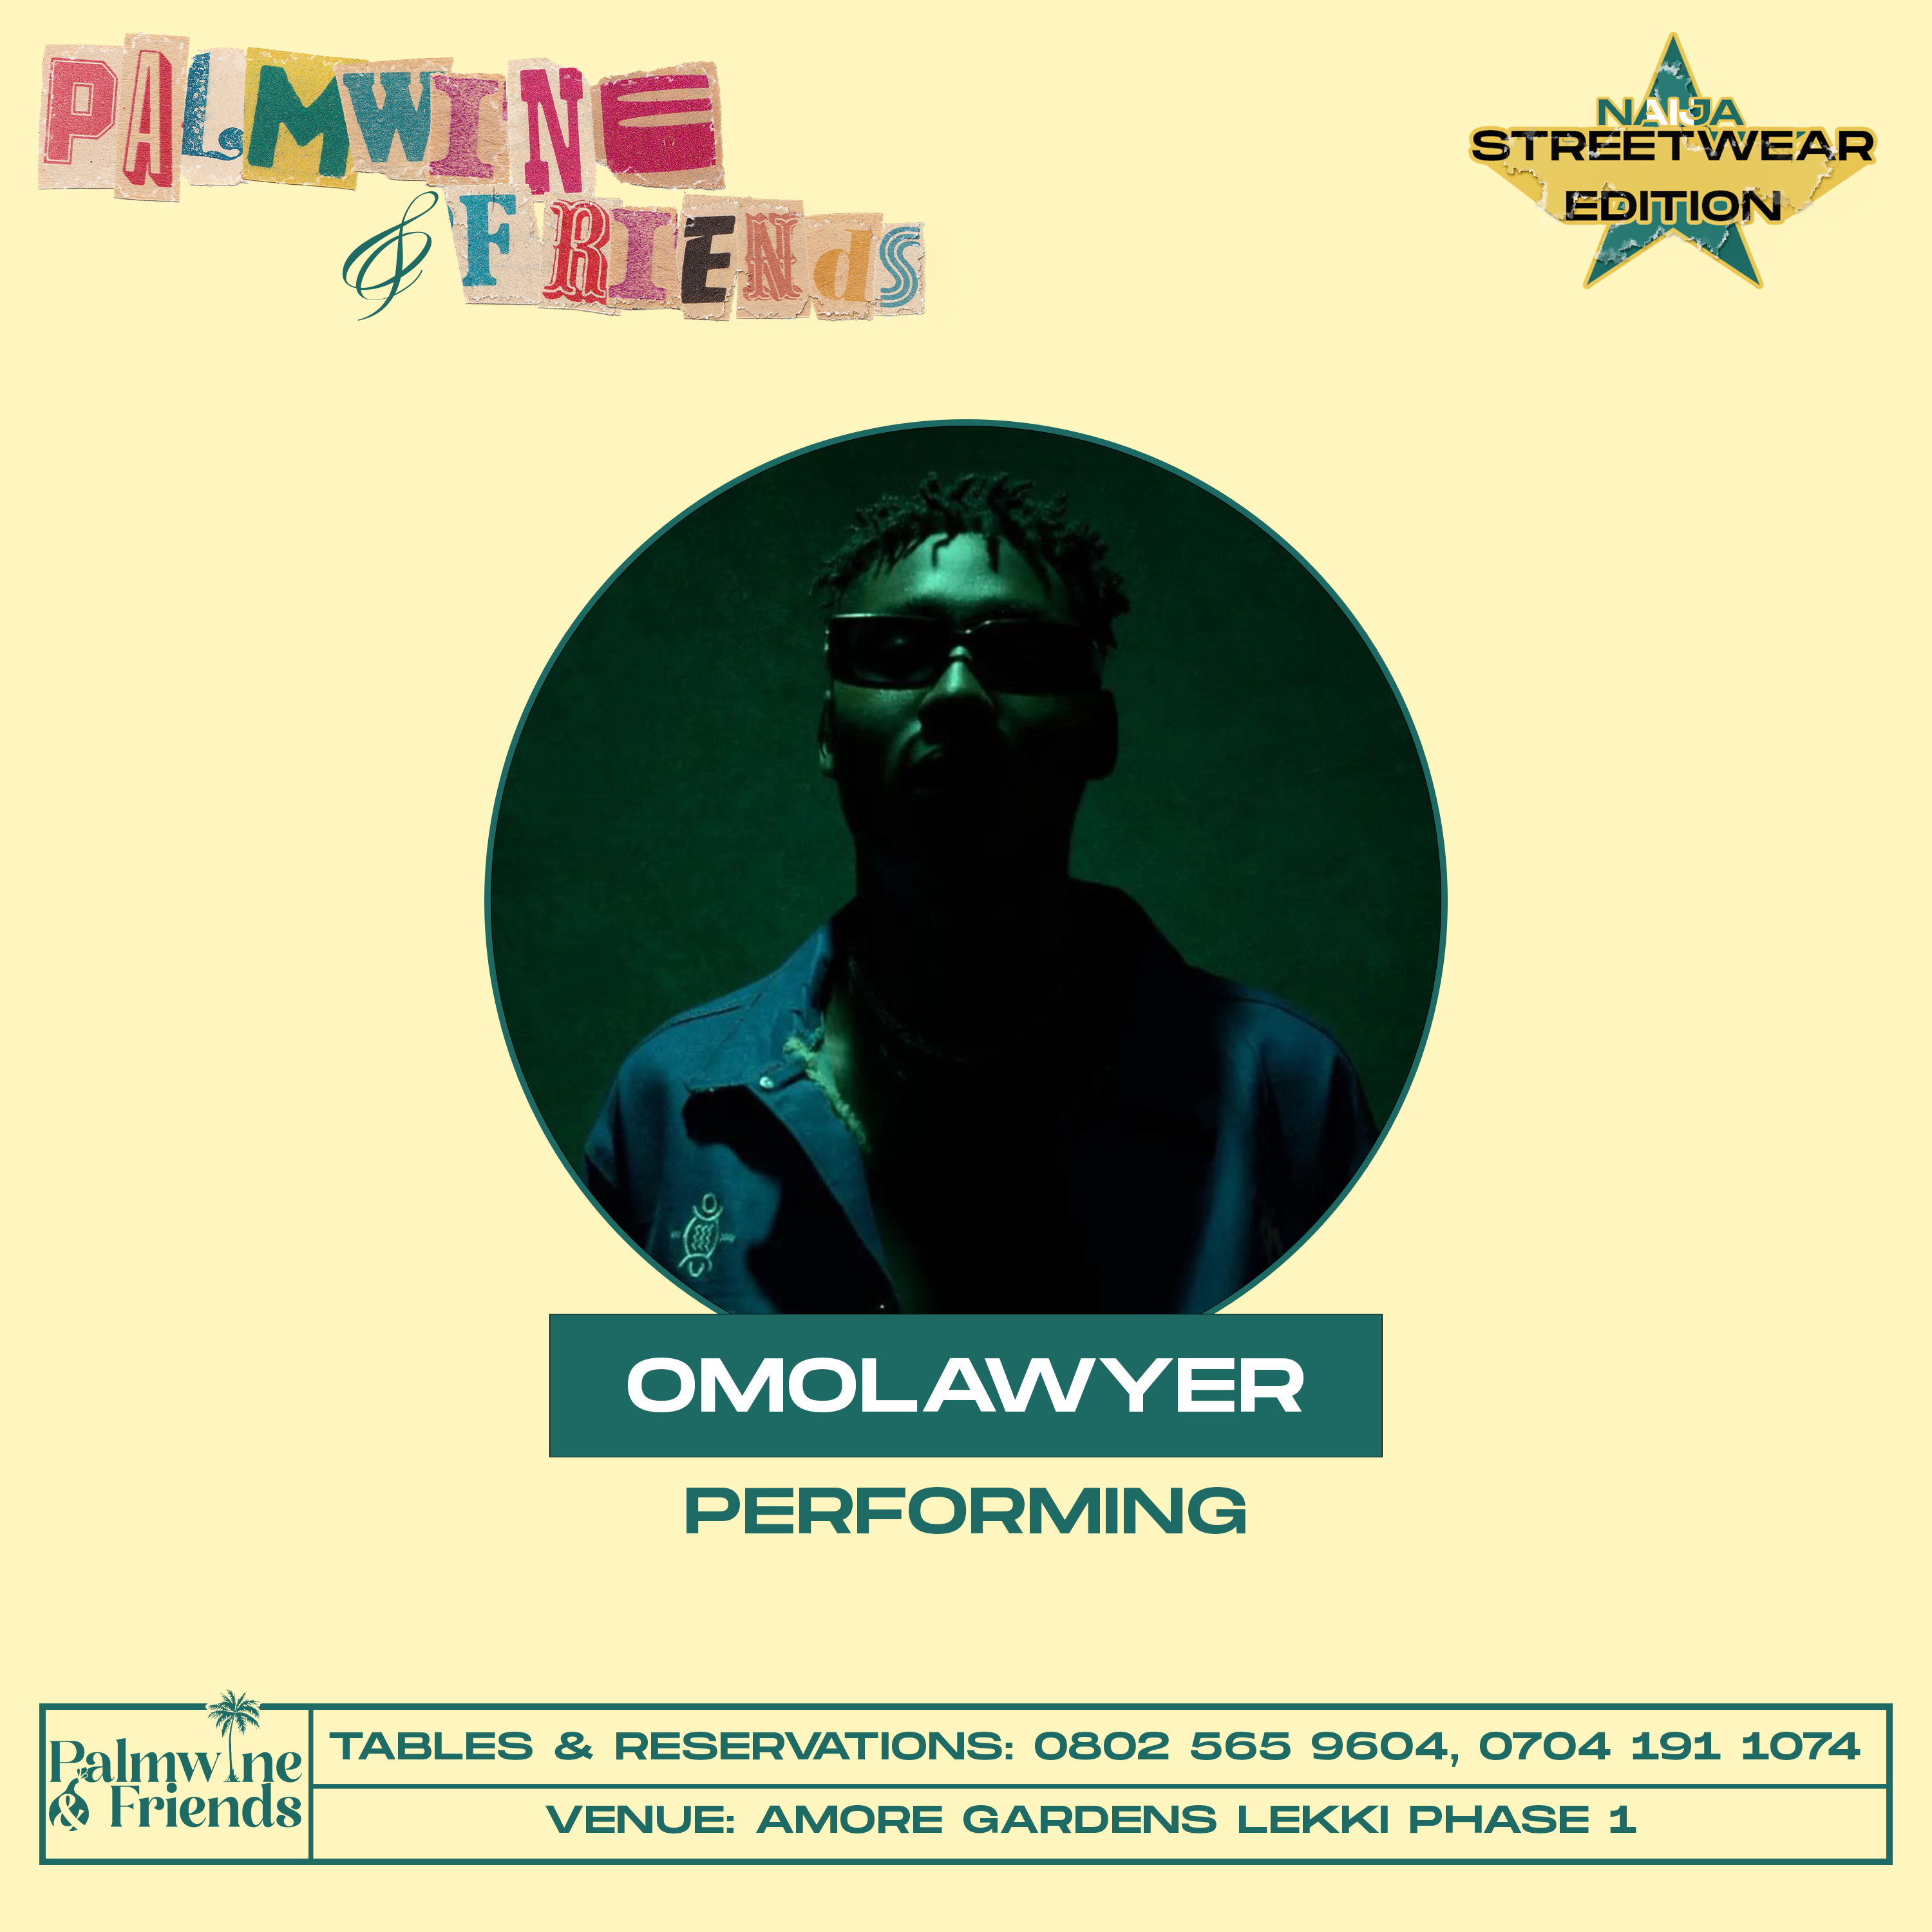 PALMWINE
& FRIENds
NAIJA
STREETWEAR
EDITION
OMOLAWYER
PERFORMING
Palmwine
& Friends
TABLES & RESERVATIONS: 0802 565 9604, 0704 191 1074
VENUE: AMORE GARDENS LEKKI PHASE 1